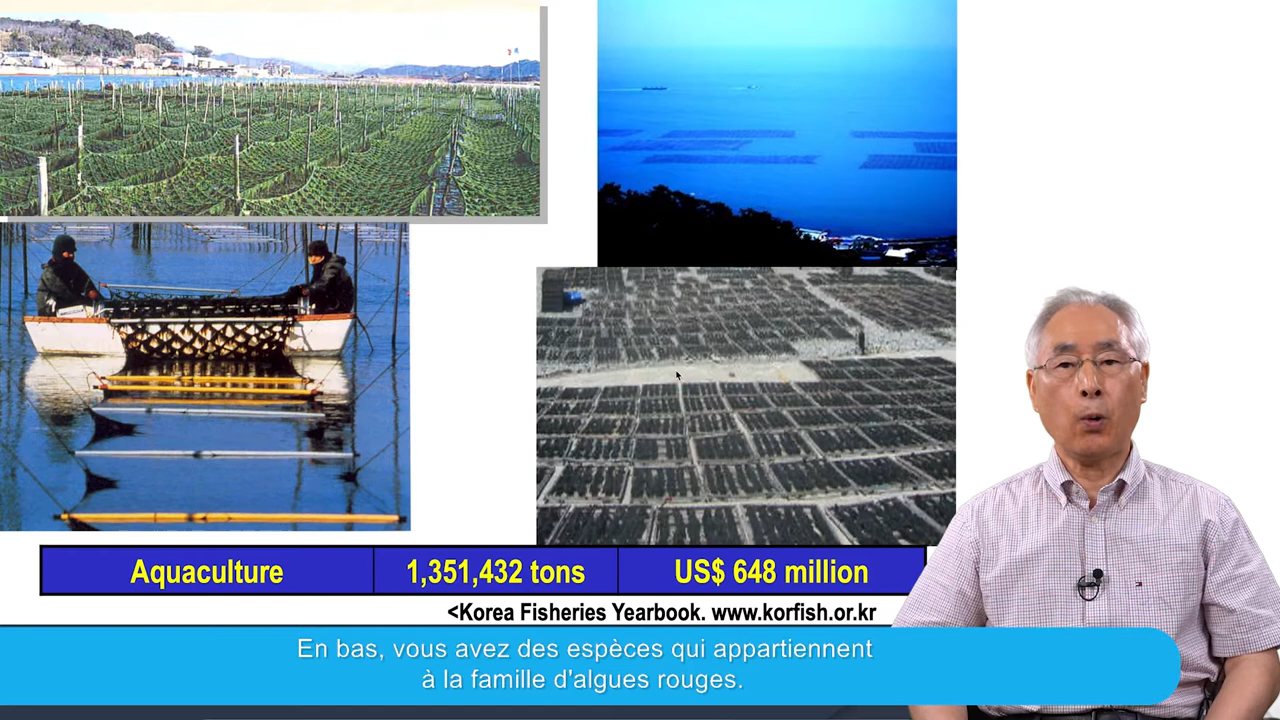 Aquaculture 1,351,432 tons US$ 648 million
<Korea Fisheries Yearbook. www.korfish.or.kr
En bas, vous avez des espèces qui appartiennent
à la famille d'algues rouges.